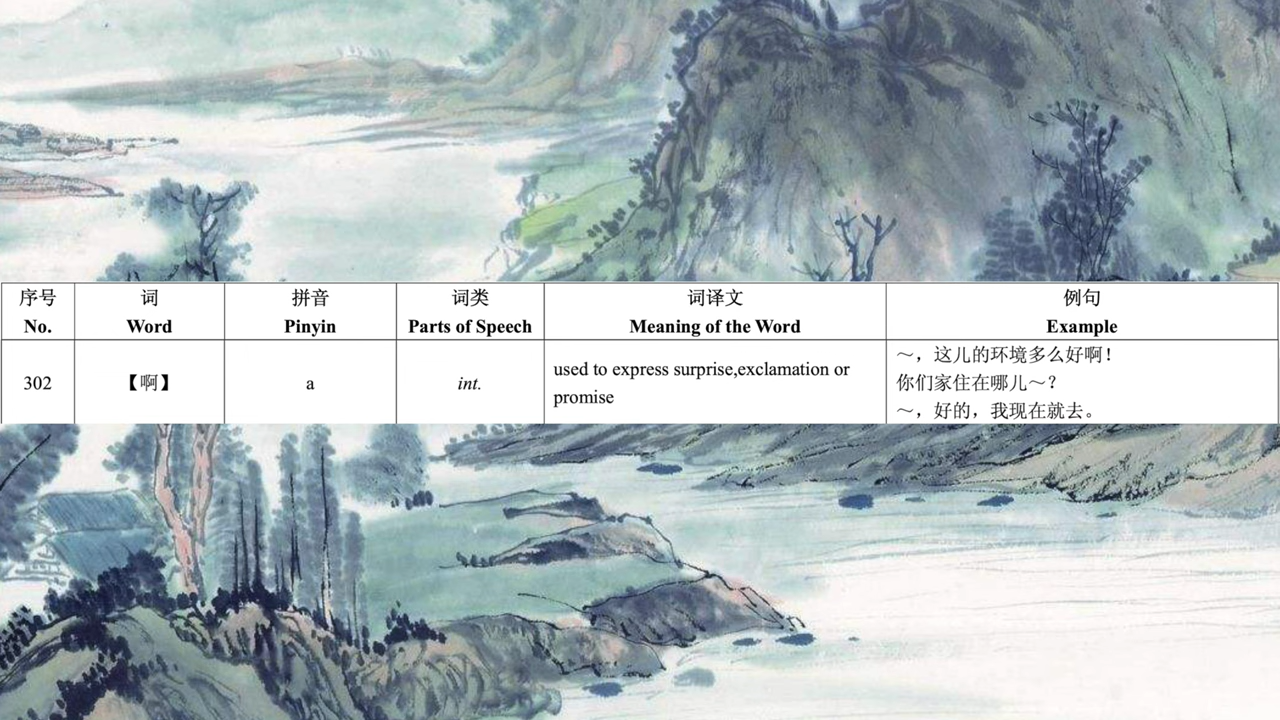 序号 词 拼音 词类 词译文 例句
No. Word Pinyin Parts of Speech Meaning of the Word Example
302 【啊】 a int. used to express surprise,exclamation or promise ～，这儿的环境多么好啊！
你们家住在哪儿～？
～，好的，我现在就去。